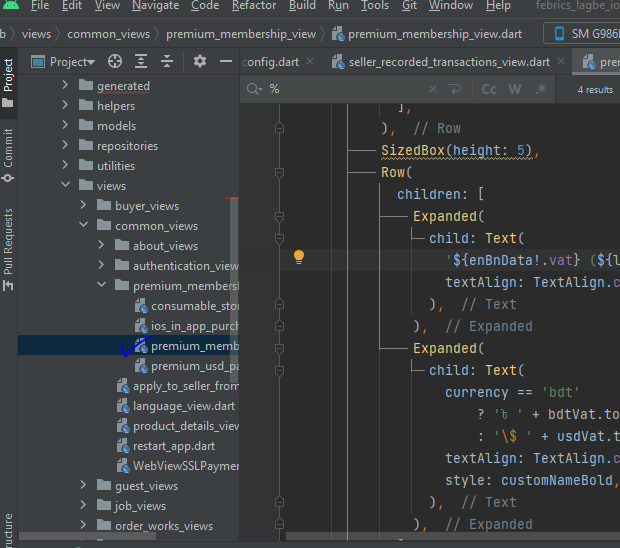 File Edit View Navigate Code Refactor Build Run Tools Git Window Help febrics_lagbe_io
views common_views premium_membership_view premium_membership_view.dart SM G986
Project
config.dart seller_recorded_transactions_view.dart
% Cc W .* 4 results
Project
Commit
Pull Requests
generated
helpers
models
repositories
utilities
views
buyer_views
common_views
about_views
authentication_view
premium_membersh
consumable_sto
ios_in_app_purch
premium_memb
premium_usd_pa
apply_to_seller_from
language_view.dart
product_details_view
restart_app.dart
WebViewSSLPayme
guest_views
job_views
order_works_views
],
), // Row
SizedBox(height: 5),
Row(
children: [
Expanded(
child: Text(
'${enBnData!.vat} (${l
textAlign: TextAlign.c
), // Text
), // Expanded
Expanded(
child: Text(
currency == 'bdt'
? '৳ ' + bdtVat.to
: '\$ ' + usdVat.t
textAlign: TextAlign.c
style: customNameBold,
), // Text
), // Expanded